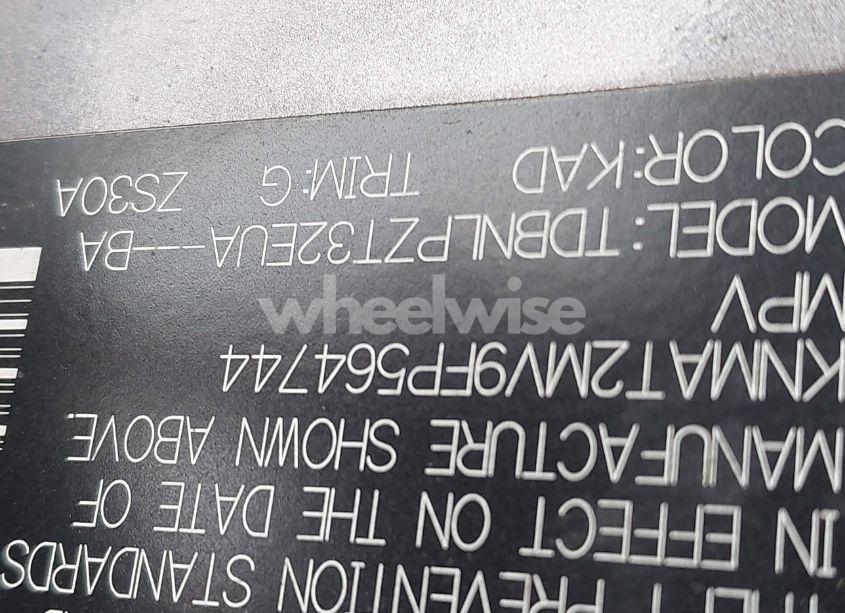 THEFT PREVENTION STANDARDS
IN EFFECT ON THE DATE OF
MANUFACTURE SHOWN ABOVE.
KNMAT2MV9FP564744
MPV
MODEL: TDBNLPZT32EUA---BA
COLOR:KAD TRIM:G ZS30A
wheelwise